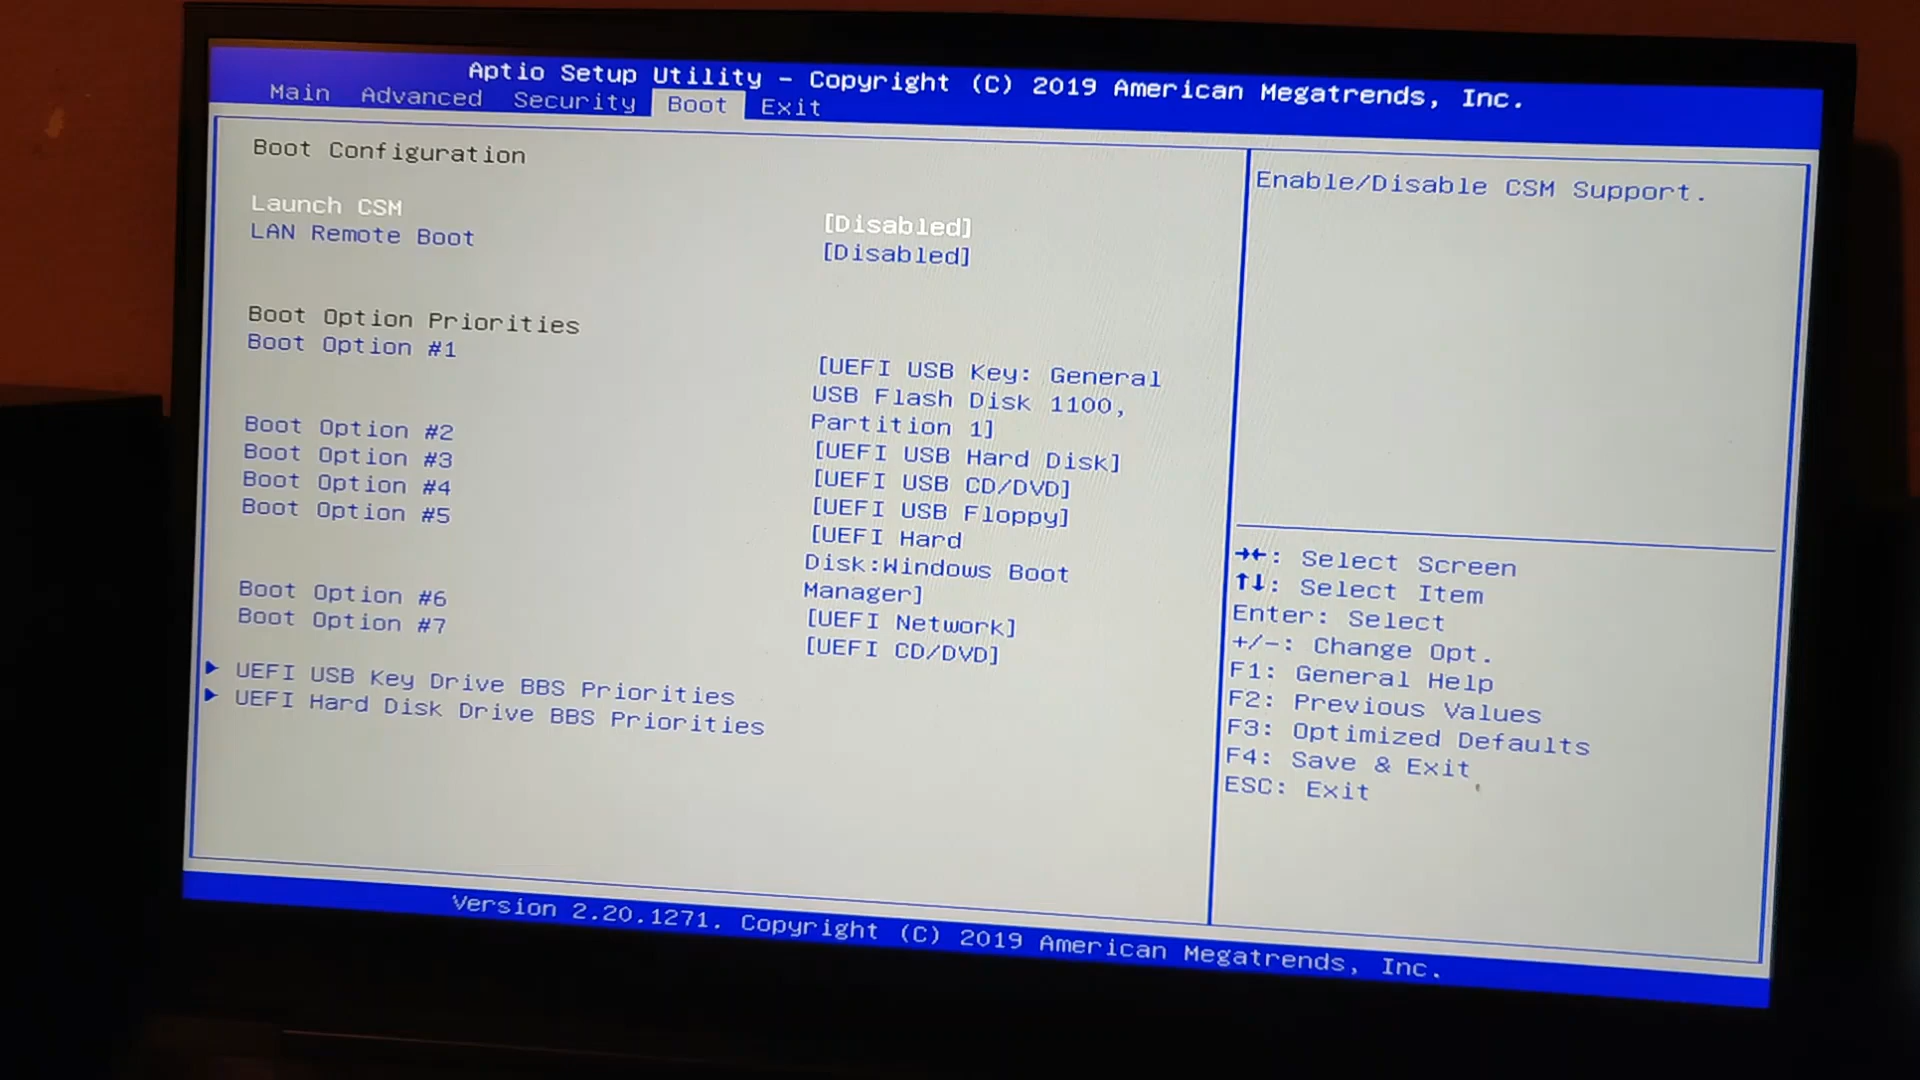 Aptio Setup Utility – Copyright (C) 2019 American Megatrends, Inc.
Main Advanced Security Boot Exit
Boot Configuration
Launch CSM [Disabled]
LAN Remote Boot [Disabled]
Boot Option Priorities
Boot Option #1 [UEFI USB Key: General
USB Flash Disk 1100,
Partition 1]
Boot Option #2 [UEFI USB Hard Disk]
Boot Option #3 [UEFI USB CD/DVD]
Boot Option #4 [UEFI USB Floppy]
Boot Option #5 [UEFI Hard
Disk:Windows Boot
Manager]
Boot Option #6 [UEFI Network]
Boot Option #7 [UEFI CD/DVD]
► UEFI USB Key Drive BBS Priorities
► UEFI Hard Disk Drive BBS Priorities
Enable/Disable CSM Support.
→←: Select Screen
↑↓: Select Item
Enter: Select
+/-: Change Opt.
F1: General Help
F2: Previous Values
F3: Optimized Defaults
F4: Save & Exit
ESC: Exit
Version 2.20.1271. Copyright (C) 2019 American Megatrends, Inc.